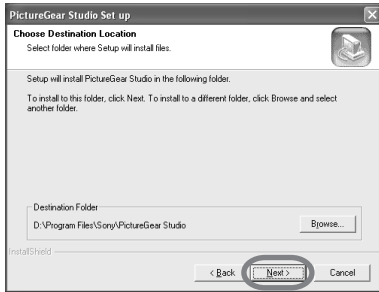 PictureGear Studio Set up
Choose Destination Location
Select folder where Setup will install files.
Setup will install PictureGear Studio in the following folder.
To install to this folder, click Next. To install to a different folder, click Browse and select
another folder.
Destination Folder
D:\Program Files\Sony\PictureGear Studio
Browse...
InstallShield
< Back
Next >
Cancel